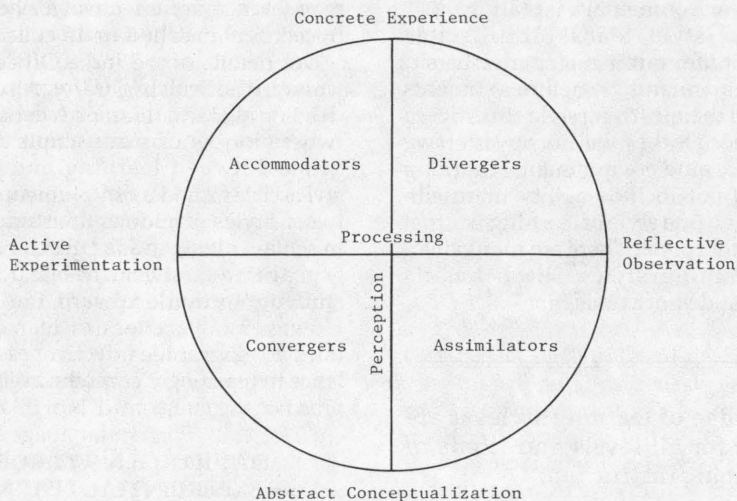 Concrete Experience
Accommodators
Divergers
Processing
Active
Experimentation
Reflective
Observation
Perception
Convergers
Assimilators
Abstract Conceptualization